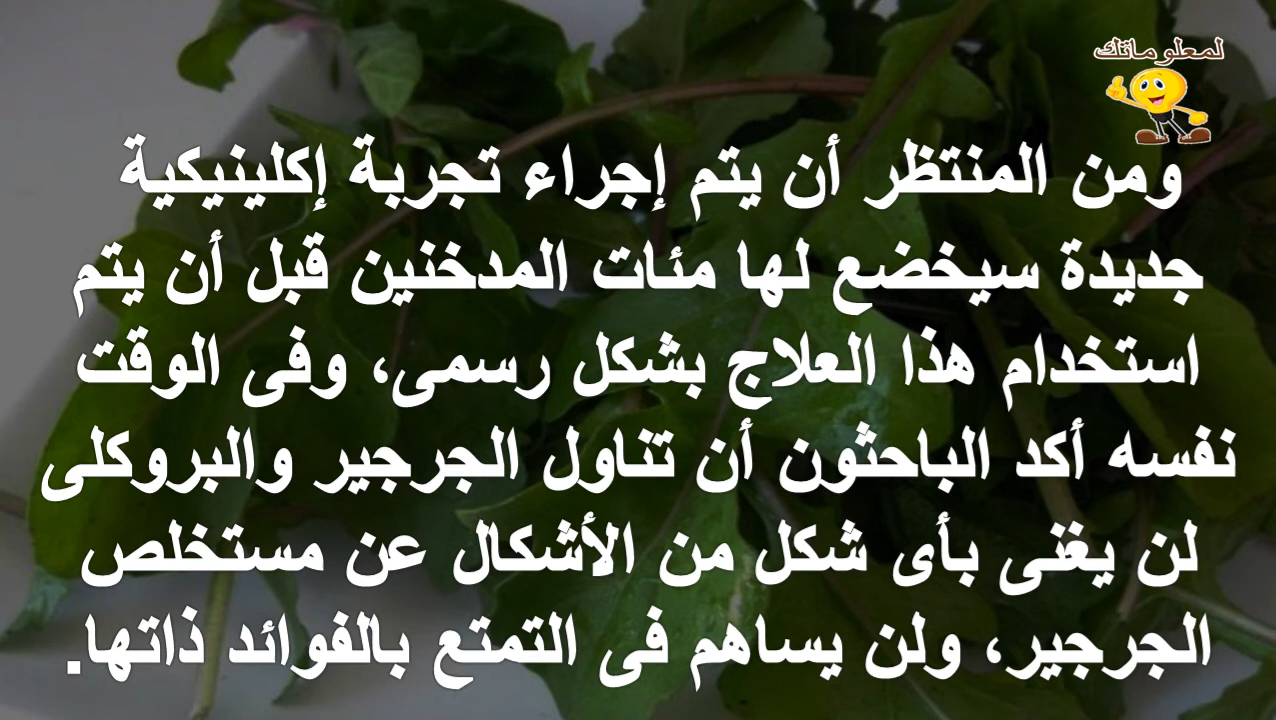 لمعلوماتك
ومن المنتظر أن يتم إجراء تجربة إكلينيكية
جديدة سيخضع لها مئات المدخنين قبل أن يتم
استخدام هذا العلاج بشكل رسمى، وفى الوقت
نفسه أكد الباحثون أن تناول الجرجير والبروكلى
لن يغنى بأى شكل من الأشكال عن مستخلص
الجرجير، ولن يساهم فى التمتع بالفوائد ذاتها.